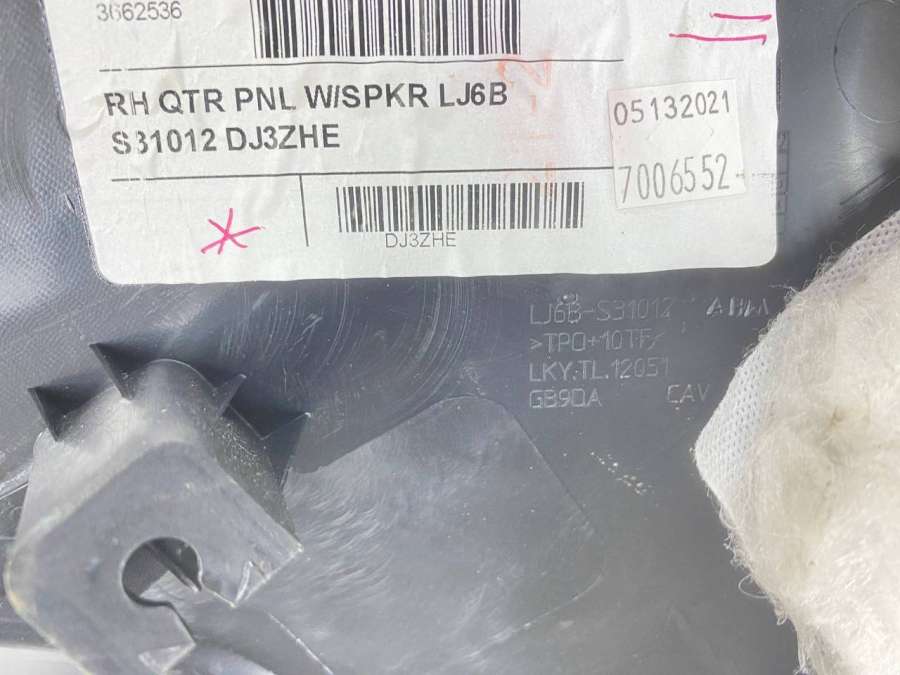 3662536
RH QTR PNL W/SPKR LJ6B
S31012 DJ3ZHE
05132021
7006552
DJ3ZHE
LJ6B-S31012
>TPO+10TF<
LKY.TL.12051
GB9QA CAV